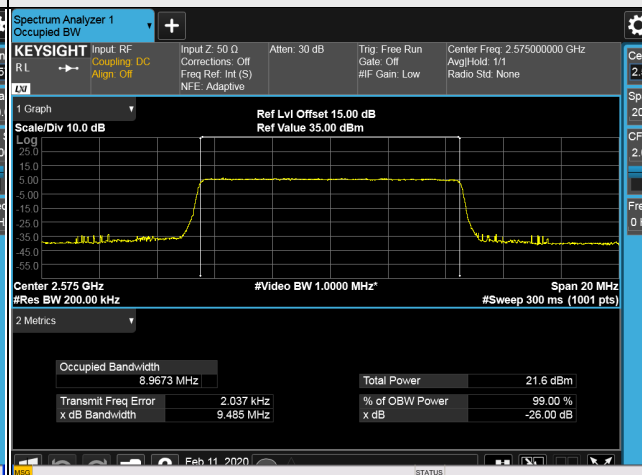 Spectrum Analyzer 1
Occupied BW
KEYSIGHT
RL
LXI
Input: RF
Coupling: DC
Align: Off
Input Z: 50 Ω
Corrections: Off
Freq Ref: Int (S)
NFE: Adaptive
Atten: 30 dB
Trig: Free Run
Gate: Off
#IF Gain: Low
Center Freq: 2.575000000 GHz
Avg|Hold: 1/1
Radio Std: None
1 Graph
Scale/Div 10.0 dB
Ref Lvl Offset 15.00 dB
Ref Value 35.00 dBm
Log
25.0
15.0
5.00
-5.00
-15.0
-25.0
-35.0
-45.0
-55.0
Center 2.575 GHz
#Res BW 200.00 kHz
#Video BW 1.0000 MHz*
Span 20 MHz
#Sweep 300 ms (1001 pts)
2 Metrics
Occupied Bandwidth
8.9673 MHz
Transmit Freq Error 2.037 kHz
x dB Bandwidth 9.485 MHz
Total Power 21.6 dBm
% of OBW Power 99.00 %
x dB -26.00 dB
Feb 11, 2020
MSG
STATUS